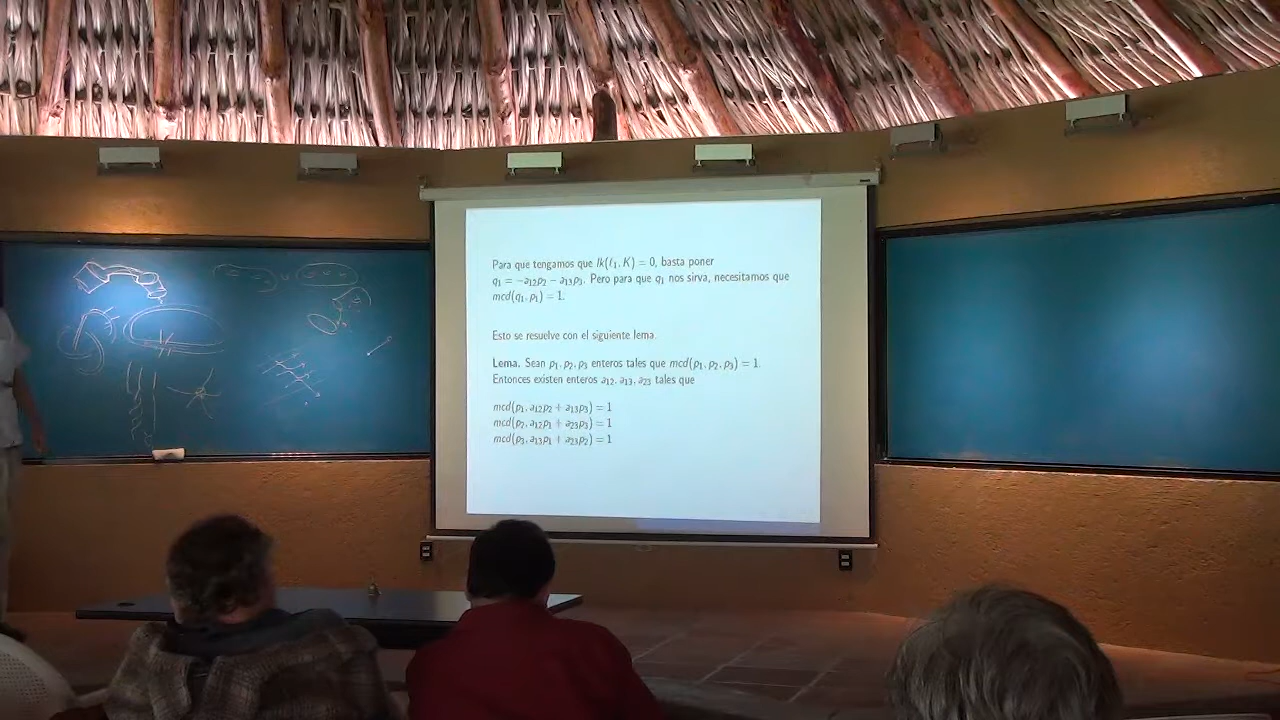 Para que tengamos que lk(ℓ₁, K) = 0, basta poner
q₁ = −a₁₂p₂ − a₁₃p₃. Pero para que q₁ nos sirva, necesitamos que
mcd(q₁, p₁) = 1.
Esto se resuelve con el siguiente lema.
Lema. Sean p₁, p₂, p₃ enteros tales que mcd(p₁, p₂, p₃) = 1.
Entonces existen enteros a₁₂, a₁₃, a₂₃ tales que
mcd(p₁, a₁₂p₂ + a₁₃p₃) = 1
mcd(p₂, a₁₂p₁ + a₂₃p₃) = 1
mcd(p₃, a₁₃p₁ + a₂₃p₂) = 1